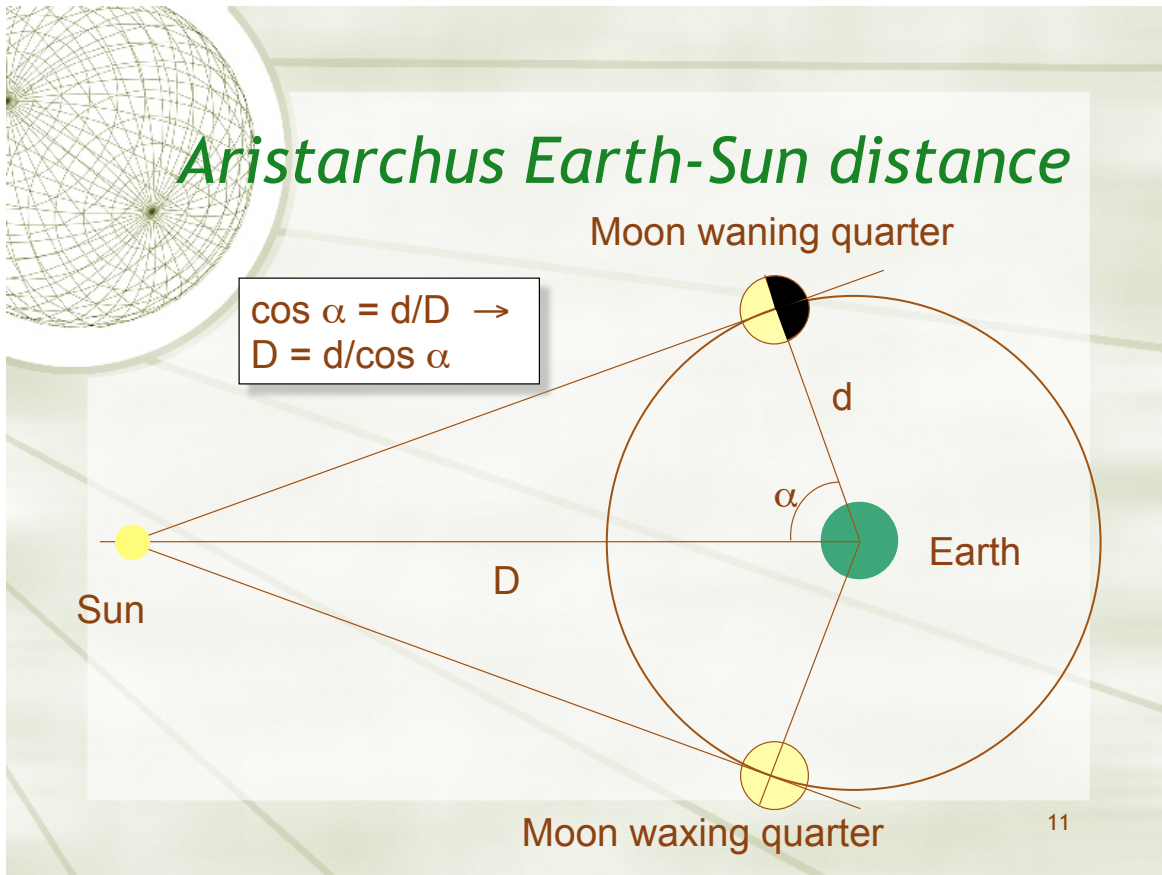 Aristarchus Earth-Sun distance
Moon waning quarter
cos α = d/D →
D = d/cos α
d
α
Earth
D
Sun
Moon waxing quarter
11